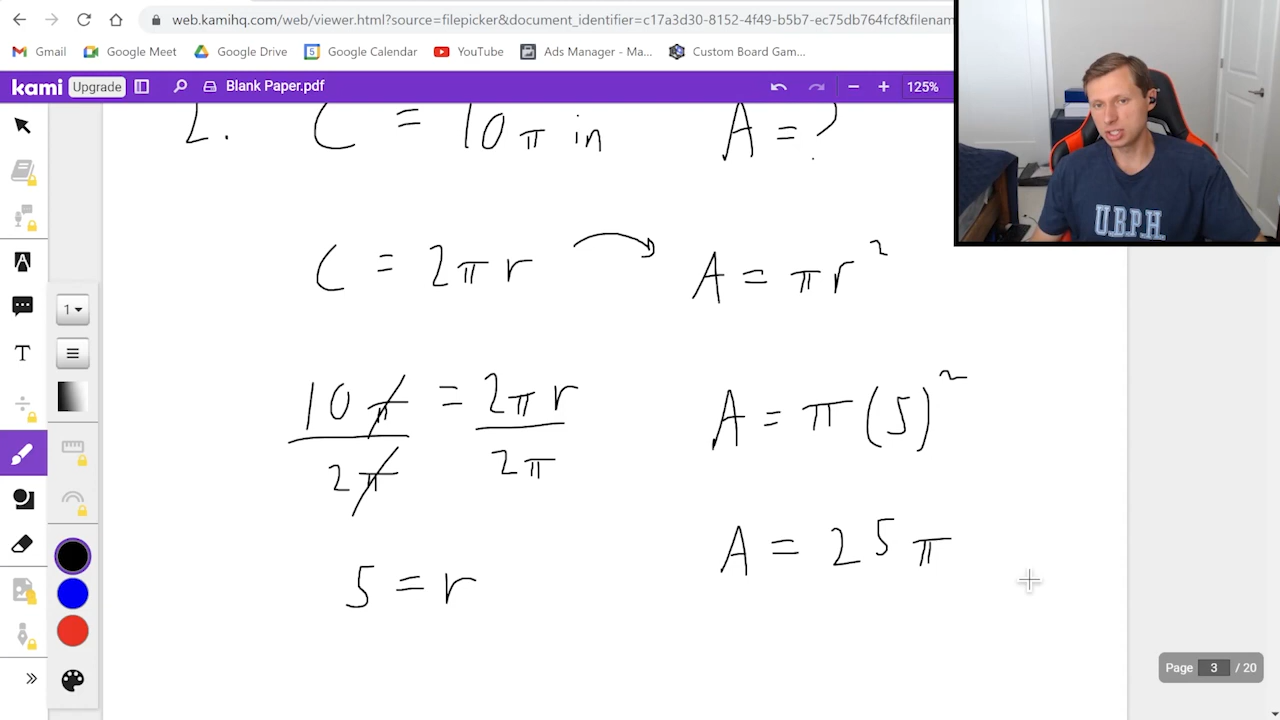 web.kamihq.com/web/viewer.html?source=filepicker&document_identifier=c17a3d30-8152-4f49-b5b7-ec75db764fcf&filenam
Gmail Google Meet Google Drive 5 Google Calendar YouTube Ads Manager - Ma... Custom Board Gam...
kami Upgrade Blank Paper.pdf 125%
2. C = 10π in A = ?
C = 2πr A = πr²
10π/2π = 2πr/2π A = π(5)²
5 = r A = 25π
U.B.P.H.
T
1
Page 3 / 20